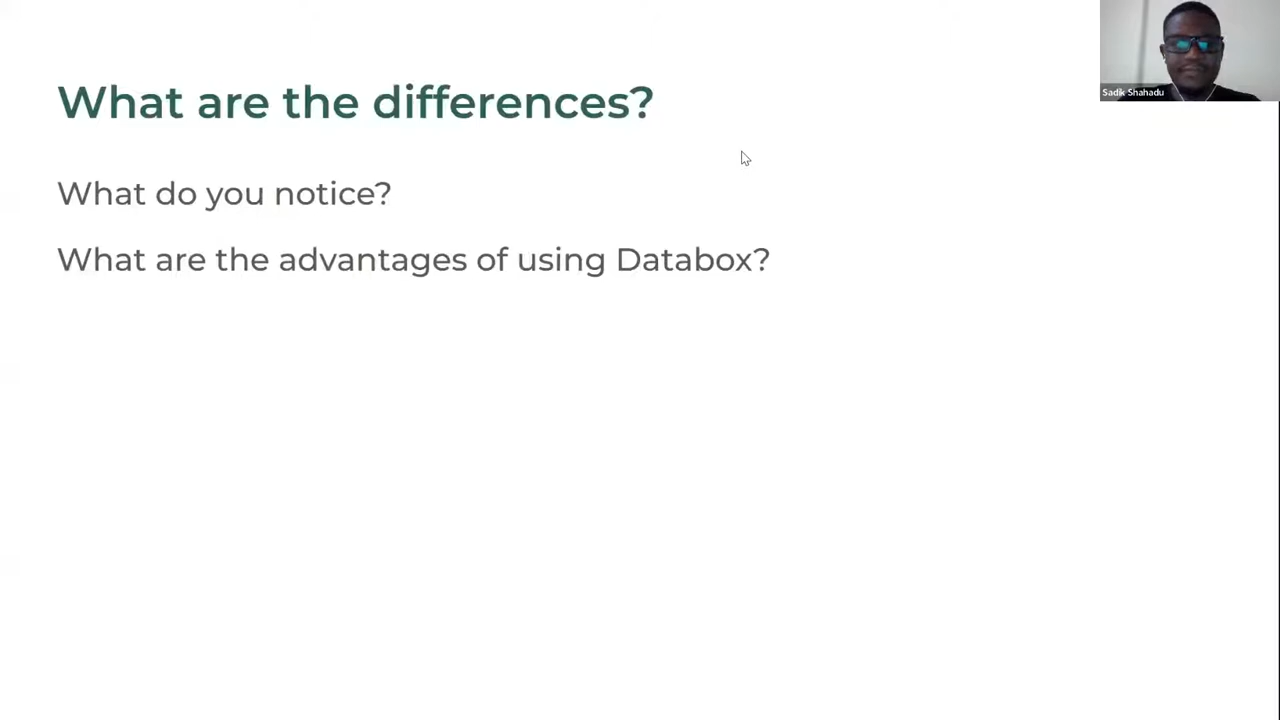 What are the differences?
Sadik Shahadu
What do you notice?
What are the advantages of using Databox?